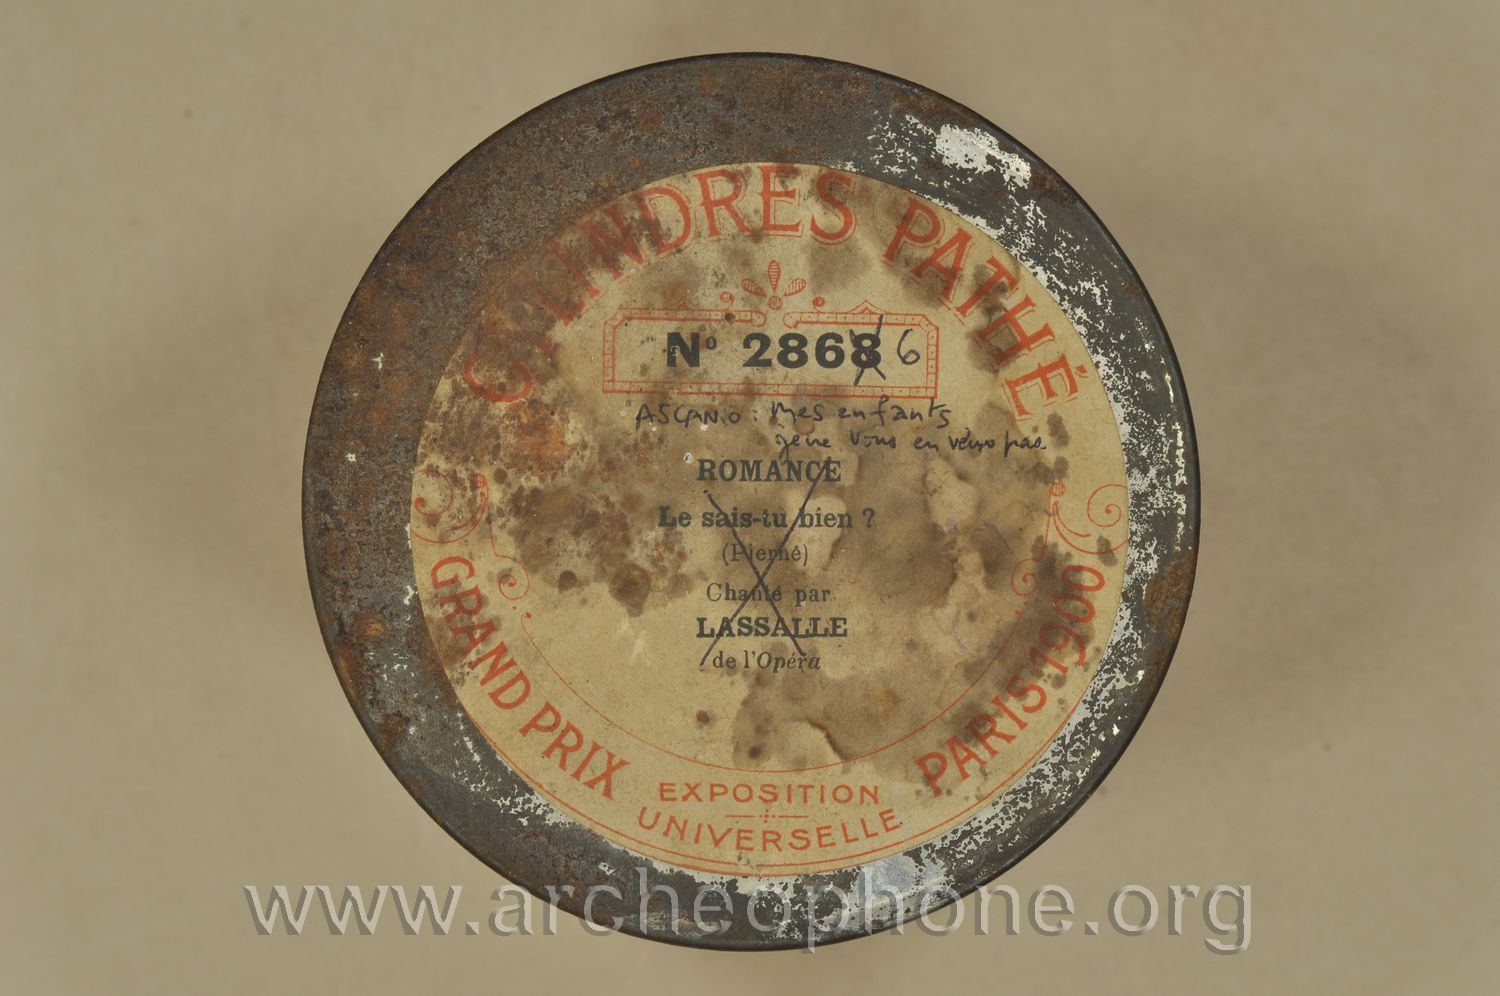 CYLINDRES PATHÉ
Nº 2868 6
ASCANIO : Mes enfants
je ne vous en veux pas
ROMANCE
Le sais-tu bien ?
(Pierné)
Chanté par
LASSALLE
de l'Opéra
GRAND PRIX
EXPOSITION
UNIVERSELLE
PARIS 1900
www.archeophone.org